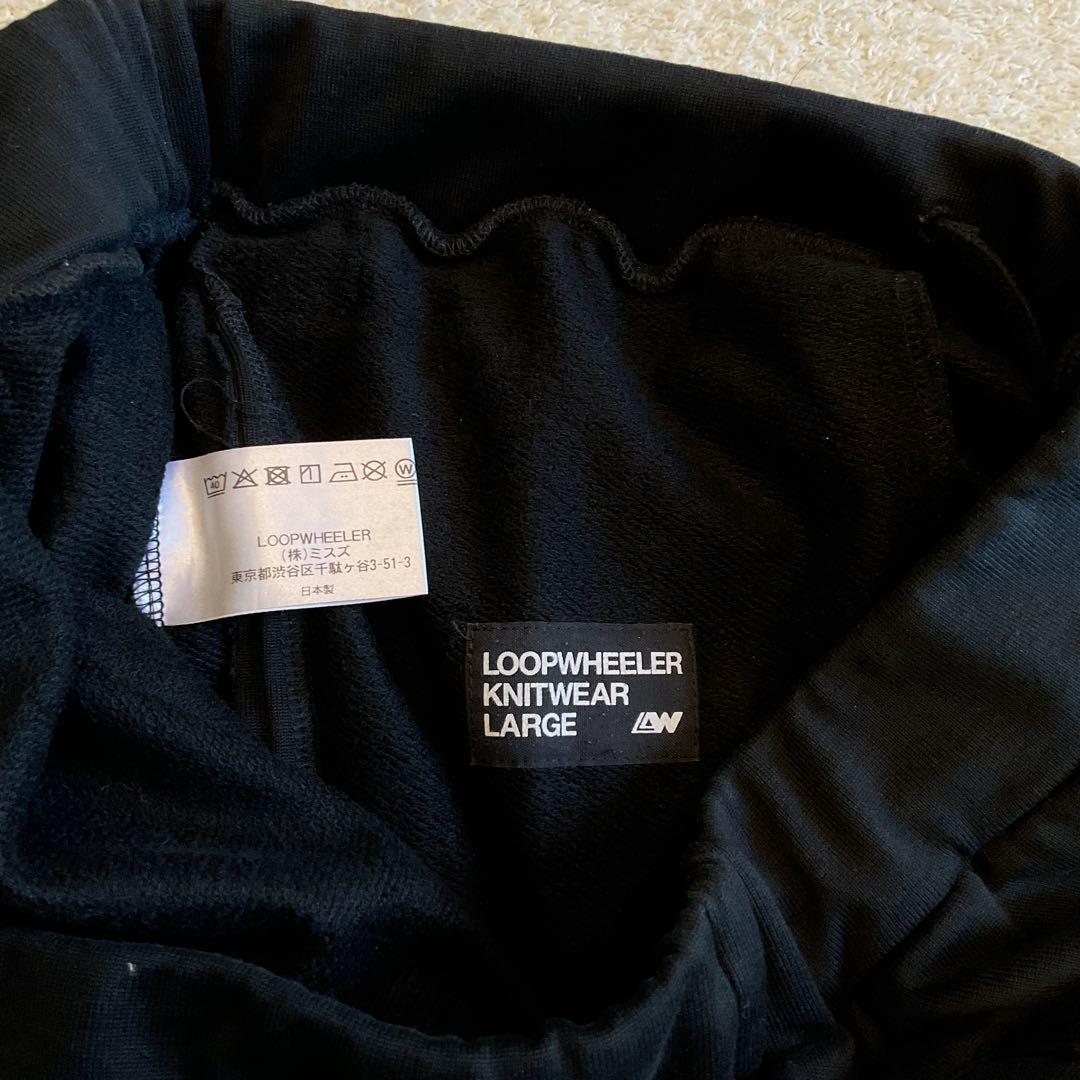 40
W
LOOPWHEELER
(株)ミスズ
東京都渋谷区千駄ヶ谷3-51-3
日本製
LOOPWHEELER
KNITWEAR
LARGE LW